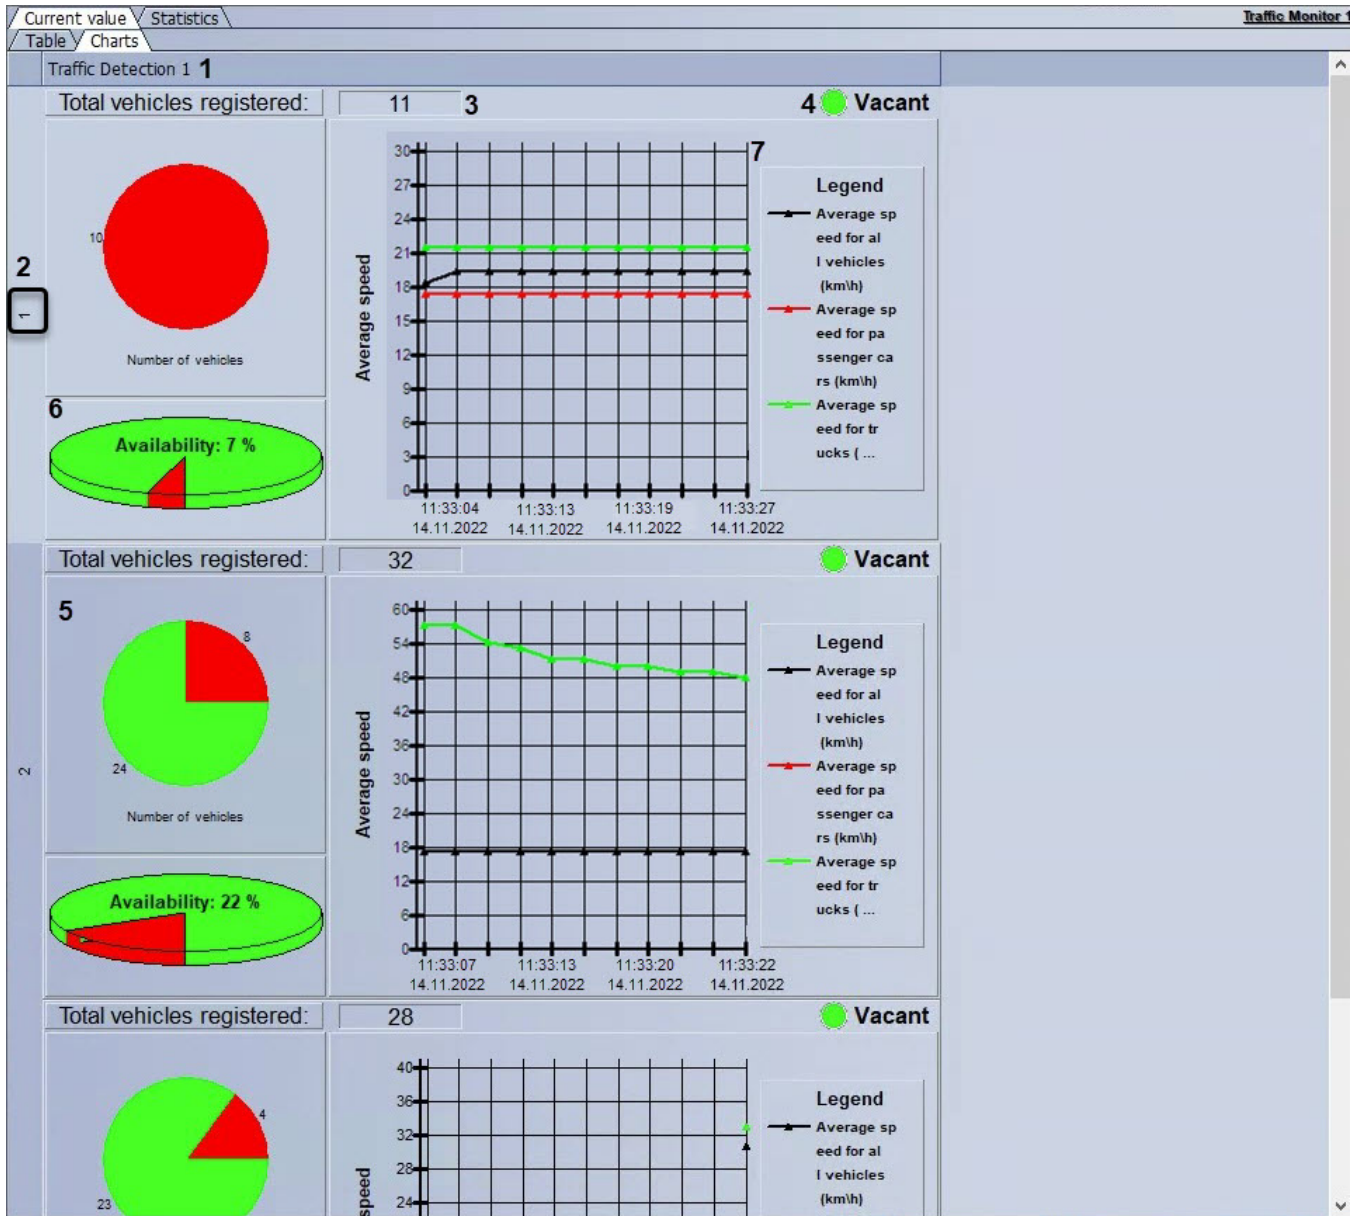 Current value Statistics Traffic Monitor 1
Table Charts
Traffic Detection 1 1
Total vehicles registered: 11 3 4 Vacant
7
30
27
24
21
18
15
12
9
6
3
0
Average speed
Legend
Average sp
eed for al
l vehicles
(km\h)
Average sp
eed for pa
ssenger ca
rs (km\h)
Average sp
eed for tr
ucks ( ...
10
2
1
Number of vehicles
6
Availability: 7 %
11:33:04 11:33:13 11:33:19 11:33:27
14.11.2022 14.11.2022 14.11.2022 14.11.2022
Total vehicles registered: 32 Vacant
5
8
24
2
Number of vehicles
Availability: 22 %
60
54
48
42
36
30
24
18
12
6
0
Average speed
Legend
Average sp
eed for al
l vehicles
(km\h)
Average sp
eed for pa
ssenger ca
rs (km\h)
Average sp
eed for tr
ucks ( ...
11:33:07 11:33:13 11:33:20 11:33:22
14.11.2022 14.11.2022 14.11.2022 14.11.2022
Total vehicles registered: 28 Vacant
4
23
40
36
32
28
24
speed
Legend
Average sp
eed for al
l vehicles
(km\h)